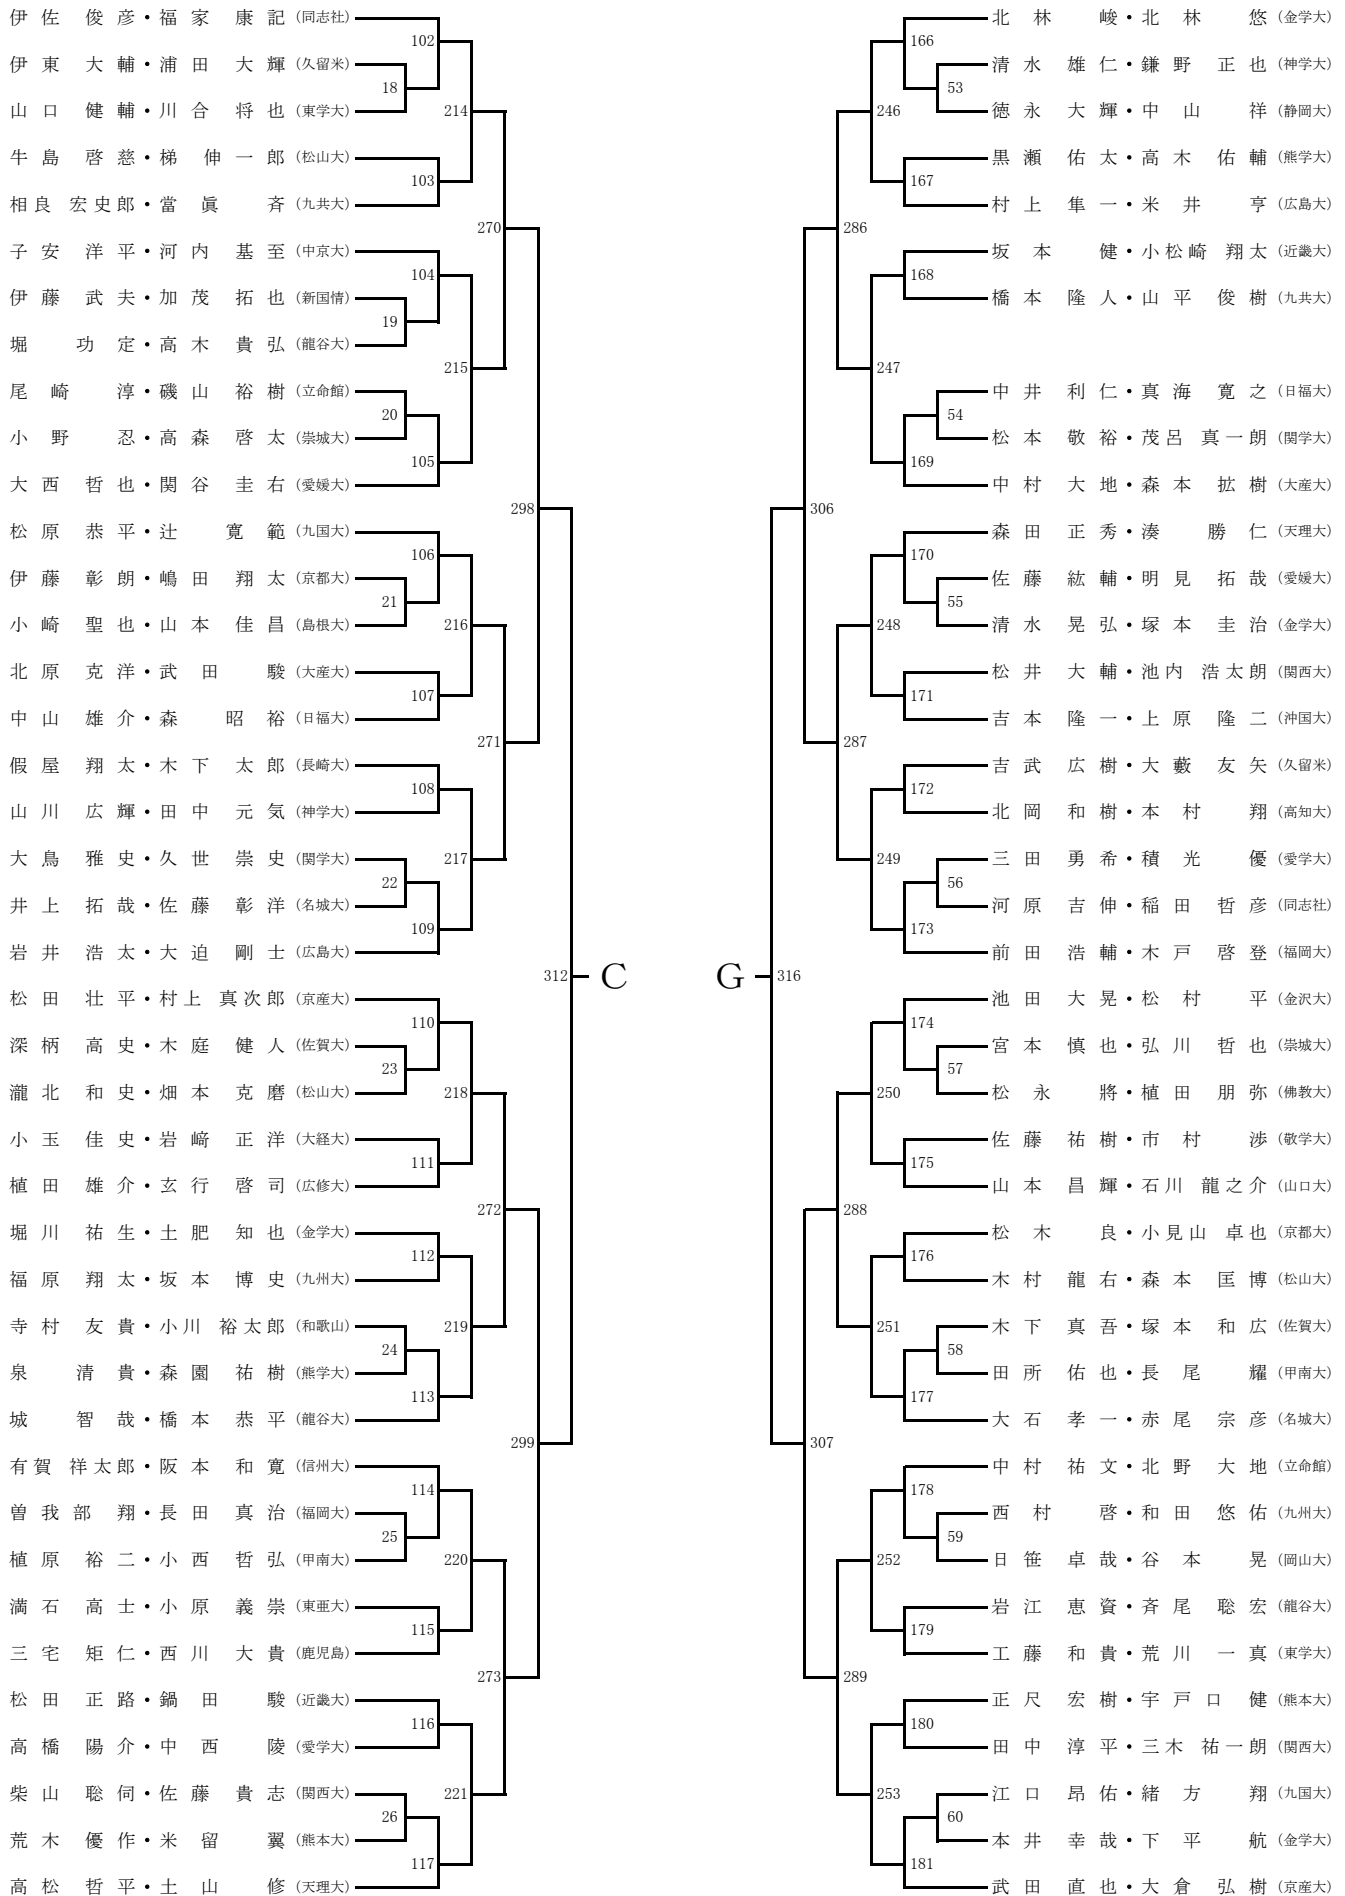 伊佐 俊彦・福家 康記 (同志社)
102
伊東 大輔・浦田 大輝 (久留米)
18
山口 健輔・川合 将也 (東学大)
214
牛島 啓慈・梯 伸一郎 (松山大)
103
相良 宏史郎・當眞 斉 (九共大)
270
子安 洋平・河内 基至 (中京大)
104
伊藤 武夫・加茂 拓也 (新国情)
19
堀 功定・高木 貴弘 (龍谷大)
215
尾崎 淳・磯山 裕樹 (立命館)
20
小野 忍・高森 啓太 (崇城大)
105
大西 哲也・関谷 圭右 (愛媛大)
298
松原 恭平・辻 寛範 (九国大)
106
伊藤 彰朗・嶋田 翔太 (京都大)
21
小崎 聖也・山本 佳昌 (島根大)
216
北原 克洋・武田 駿 (大産大)
107
中山 雄介・森 昭裕 (日福大)
271
假屋 翔太・木下 太郎 (長崎大)
108
山川 広輝・田中 元気 (神学大)
大鳥 雅史・久世 崇史 (関学大)
217
22
井上 拓哉・佐藤 彰洋 (名城大)
109
岩井 浩太・大迫 剛士 (広島大)
312 C
松田 壮平・村上 真次郎 (京産大)
110
深柄 高史・木庭 健人 (佐賀大)
23
瀧北 和史・畑本 克磨 (松山大)
218
小玉 佳史・岩﨑 正洋 (大経大)
111
植田 雄介・玄行 啓司 (広修大)
272
堀川 祐生・土肥 知也 (金学大)
112
福原 翔太・坂本 博史 (九州大)
寺村 友貴・小川 裕太郎 (和歌山)
219
24
泉 清貴・森園 祐樹 (熊学大)
113
城 智哉・橋本 恭平 (龍谷大)
299
有賀 祥太郎・阪本 和寛 (信州大)
114
曽我部 翔・長田 真治 (福岡大)
25
植原 裕二・小西 哲弘 (甲南大)
220
満石 高士・小原 義崇 (東亜大)
115
三宅 矩仁・西川 大貴 (鹿児島)
273
松田 正路・鍋田 駿 (近畿大)
116
高橋 陽介・中西 陵 (愛学大)
柴山 聡伺・佐藤 貴志 (関西大)
221
26
荒木 優作・米留 翼 (熊本大)
117
高松 哲平・土山 修 (天理大)
北林 峻・北林 悠 (金学大)
166
清水 雄仁・鎌野 正也 (神学大)
53
徳永 大輝・中山 祥 (静岡大)
246
黒瀬 佑太・高木 佑輔 (熊学大)
167
村上 隼一・米井 亨 (広島大)
286
坂本 健・小松崎 翔太 (近畿大)
168
橋本 隆人・山平 俊樹 (九共大)
247
中井 利仁・真海 寛之 (日福大)
54
松本 敬裕・茂呂 真一朗 (関学大)
169
中村 大地・森本 拡樹 (大産大)
306
森田 正秀・湊 勝仁 (天理大)
170
佐藤 紘輔・明見 拓哉 (愛媛大)
55
清水 晃弘・塚本 圭治 (金学大)
248
松井 大輔・池内 浩太朗 (関西大)
171
吉本 隆一・上原 隆二 (沖国大)
287
吉武 広樹・大藪 友矢 (久留米)
172
北岡 和樹・本村 翔 (高知大)
三田 勇希・積光 優 (愛学大)
249
56
河原 吉伸・稲田 哲彦 (同志社)
173
前田 浩輔・木戸 啓登 (福岡大)
G 316
池田 大晃・松村 平 (金沢大)
174
宮本 慎也・弘川 哲也 (崇城大)
57
松永 將・植田 朋弥 (佛教大)
250
佐藤 祐樹・市村 渉 (敬学大)
175
山本 昌輝・石川 龍之介 (山口大)
288
松木 良・小見山 卓也 (京都大)
176
木村 龍右・森本 匡博 (松山大)
木下 真吾・塚本 和広 (佐賀大)
251
58
田所 佑也・長尾 耀 (甲南大)
177
大石 孝一・赤尾 宗彦 (名城大)
307
中村 祐文・北野 大地 (立命館)
178
西村 啓・和田 悠佑 (九州大)
59
日笹 卓哉・谷本 晃 (岡山大)
252
岩江 恵資・斉尾 聡宏 (龍谷大)
179
工藤 和貴・荒川 一真 (東学大)
289
正尺 宏樹・宇戸口 健 (熊本大)
180
田中 淳平・三木 祐一朗 (関西大)
江口 昂佑・緒方 翔 (九国大)
253
60
本井 幸哉・下平 航 (金学大)
181
武田 直也・大倉 弘樹 (京産大)